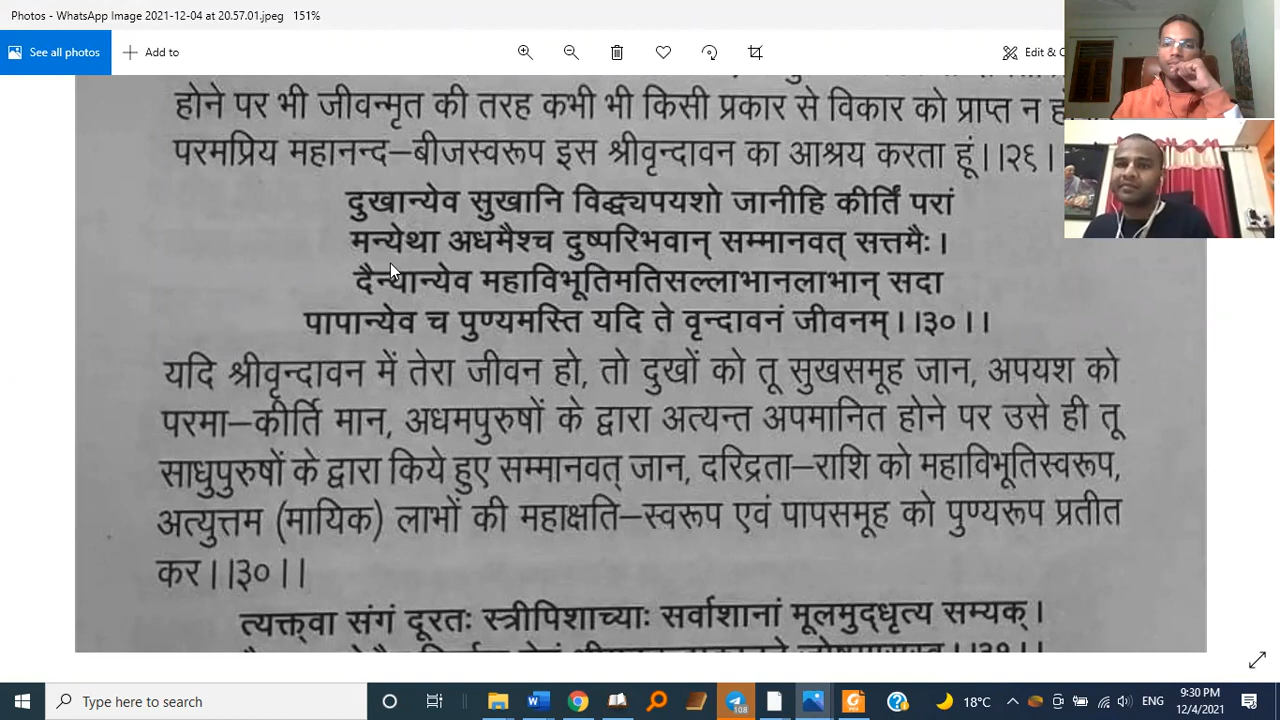 Photos - WhatsApp Image 2021-12-04 at 20.57.01.jpeg 151%
See all photos
Add to
Edit & C
होने पर भी जीवन्मृत की तरह कभी भी किसी प्रकार से विकार को प्राप्त न
परमप्रिय महानन्द–बीजस्वरूप इस श्रीवृन्दावन का आश्रय करता हूं।।२६।
दुखान्येव सुखानि विद्ध्यपयशो जानीहि कीर्तिं परां
मन्येथा अधमैश्च दुष्परिभवान् सम्मानवत् सत्तमैः।
दैन्यान्येव महाविभूतिमतिसल्लाभानलाभान् सदा
पापान्येव च पुण्यमस्ति यदि ते वृन्दावनं जीवनम्।।३०।।
यदि श्रीवृन्दावन में तेरा जीवन हो, तो दुखों को तू सुखसमूह जान, अपयश को
परमा–कीर्ति मान, अधमपुरुषों के द्वारा अत्यन्त अपमानित होने पर उसे ही तू
साधुपुरुषों के द्वारा किये हुए सम्मानवत् जान, दरिद्रता–राशि को महाविभूतिस्वरूप,
अत्युत्तम (मायिक) लाभों की महाक्षति–स्वरूप एवं पापसमूह को पुण्यरूप प्रतीत
कर।।३०।।
त्यक्त्वा संगं दूरतः स्त्रीपिशाच्याः सर्वाशानां मूलमुद्धृत्य सम्यक्।
Type here to search
108
18°C
ENG
9:30 PM
12/4/2021